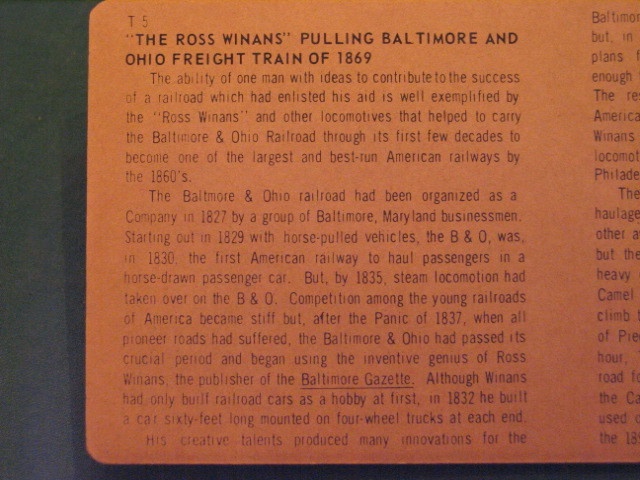 T 5
"THE ROSS WINANS" PULLING BALTIMORE AND
OHIO FREIGHT TRAIN OF 1869
The ability of one man with ideas to contribute to the success
of a railroad which had enlisted his aid is well exemplified by
the "Ross Winans" and other locomotives that helped to carry
the Baltimore & Ohio Railroad through its first few decades to
become one of the largest and best-run American railways by
the 1860's.
The Baltmore & Ohio railroad had been organized as a
Company in 1827 by a group of Baltimore, Maryland businessmen.
Starting out in 1829 with horse-pulled vehicles, the B & O, was,
in 1830, the first American railway to haul passengers in a
horse-drawn passenger car. But, by 1835, steam locomotion had
taken over on the B & O. Competition among the young railroads
of America became stiff but, after the Panic of 1837, when all
pioneer roads had suffered, the Baltimore & Ohio had passed its
crucial period and began using the inventive genius of Ross
Winans, the publisher of the Baltimore Gazette. Although Winans
had only built railroad cars as a hobby at first, in 1832 he built
a car sixty-feet long mounted on four-wheel trucks at each end.
His creative talents produced many innovations for the
Baltimor
but, in
plans f
enough
The re
America
Winans
locomot
Philade
The
haulage
other a
but the
heavy
Camel
climb t
of Pie
hour,
road fo
the Ca
used o
the 189